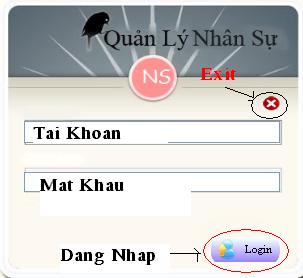 Quản Lý Nhân Sự
NS
Exit
Tai Khoan
Mat Khau
Dang Nhap
Login